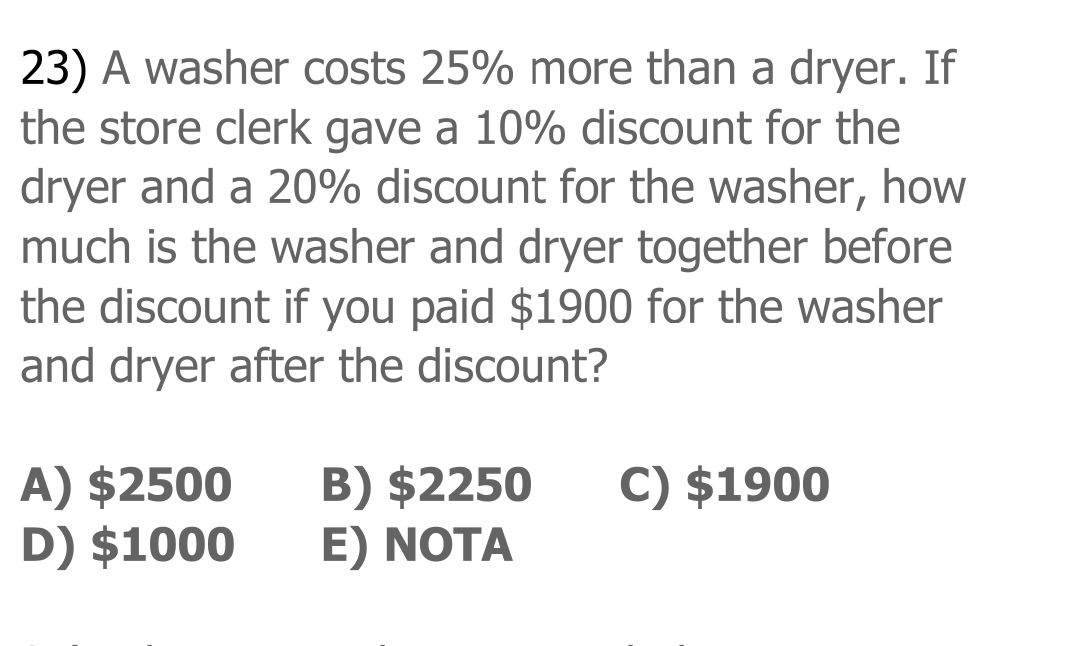 23) A washer costs 25% more than a dryer. If
the store clerk gave a 10% discount for the
dryer and a 20% discount for the washer, how
much is the washer and dryer together before
the discount if you paid $1900 for the washer
and dryer after the discount?
A) $2500 B) $2250 C) $1900
D) $1000 E) NOTA